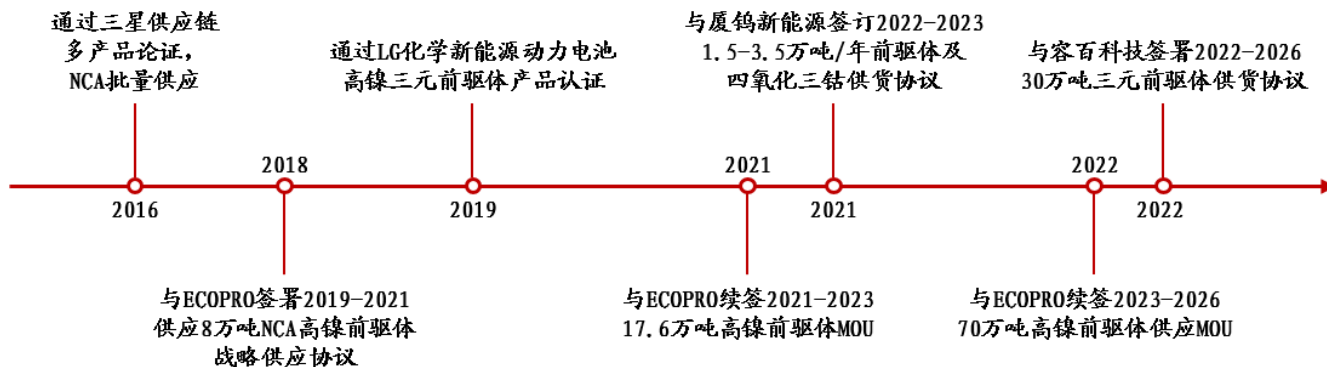 通过三星供应链
多产品论证，
NCA批量供应
通过LG化学新能源动力电池
高镍三元前驱体产品认证
与厦钨新能源签订2022-2023
1.5-3.5万吨/年前驱体及
四氧化三钴供货协议
与容百科技签署2022-2026
30万吨三元前驱体供货协议
2018
2021
2022
2016
2019
2021
2022
与ECOPRO签署2019-2021
供应8万吨NCA高镍前驱体
战略供应协议
与ECOPRO续签2021-2023
17.6万吨高镍前驱体MOU
与ECOPRO续签2023-2026
70万吨高镍前驱体供应MOU